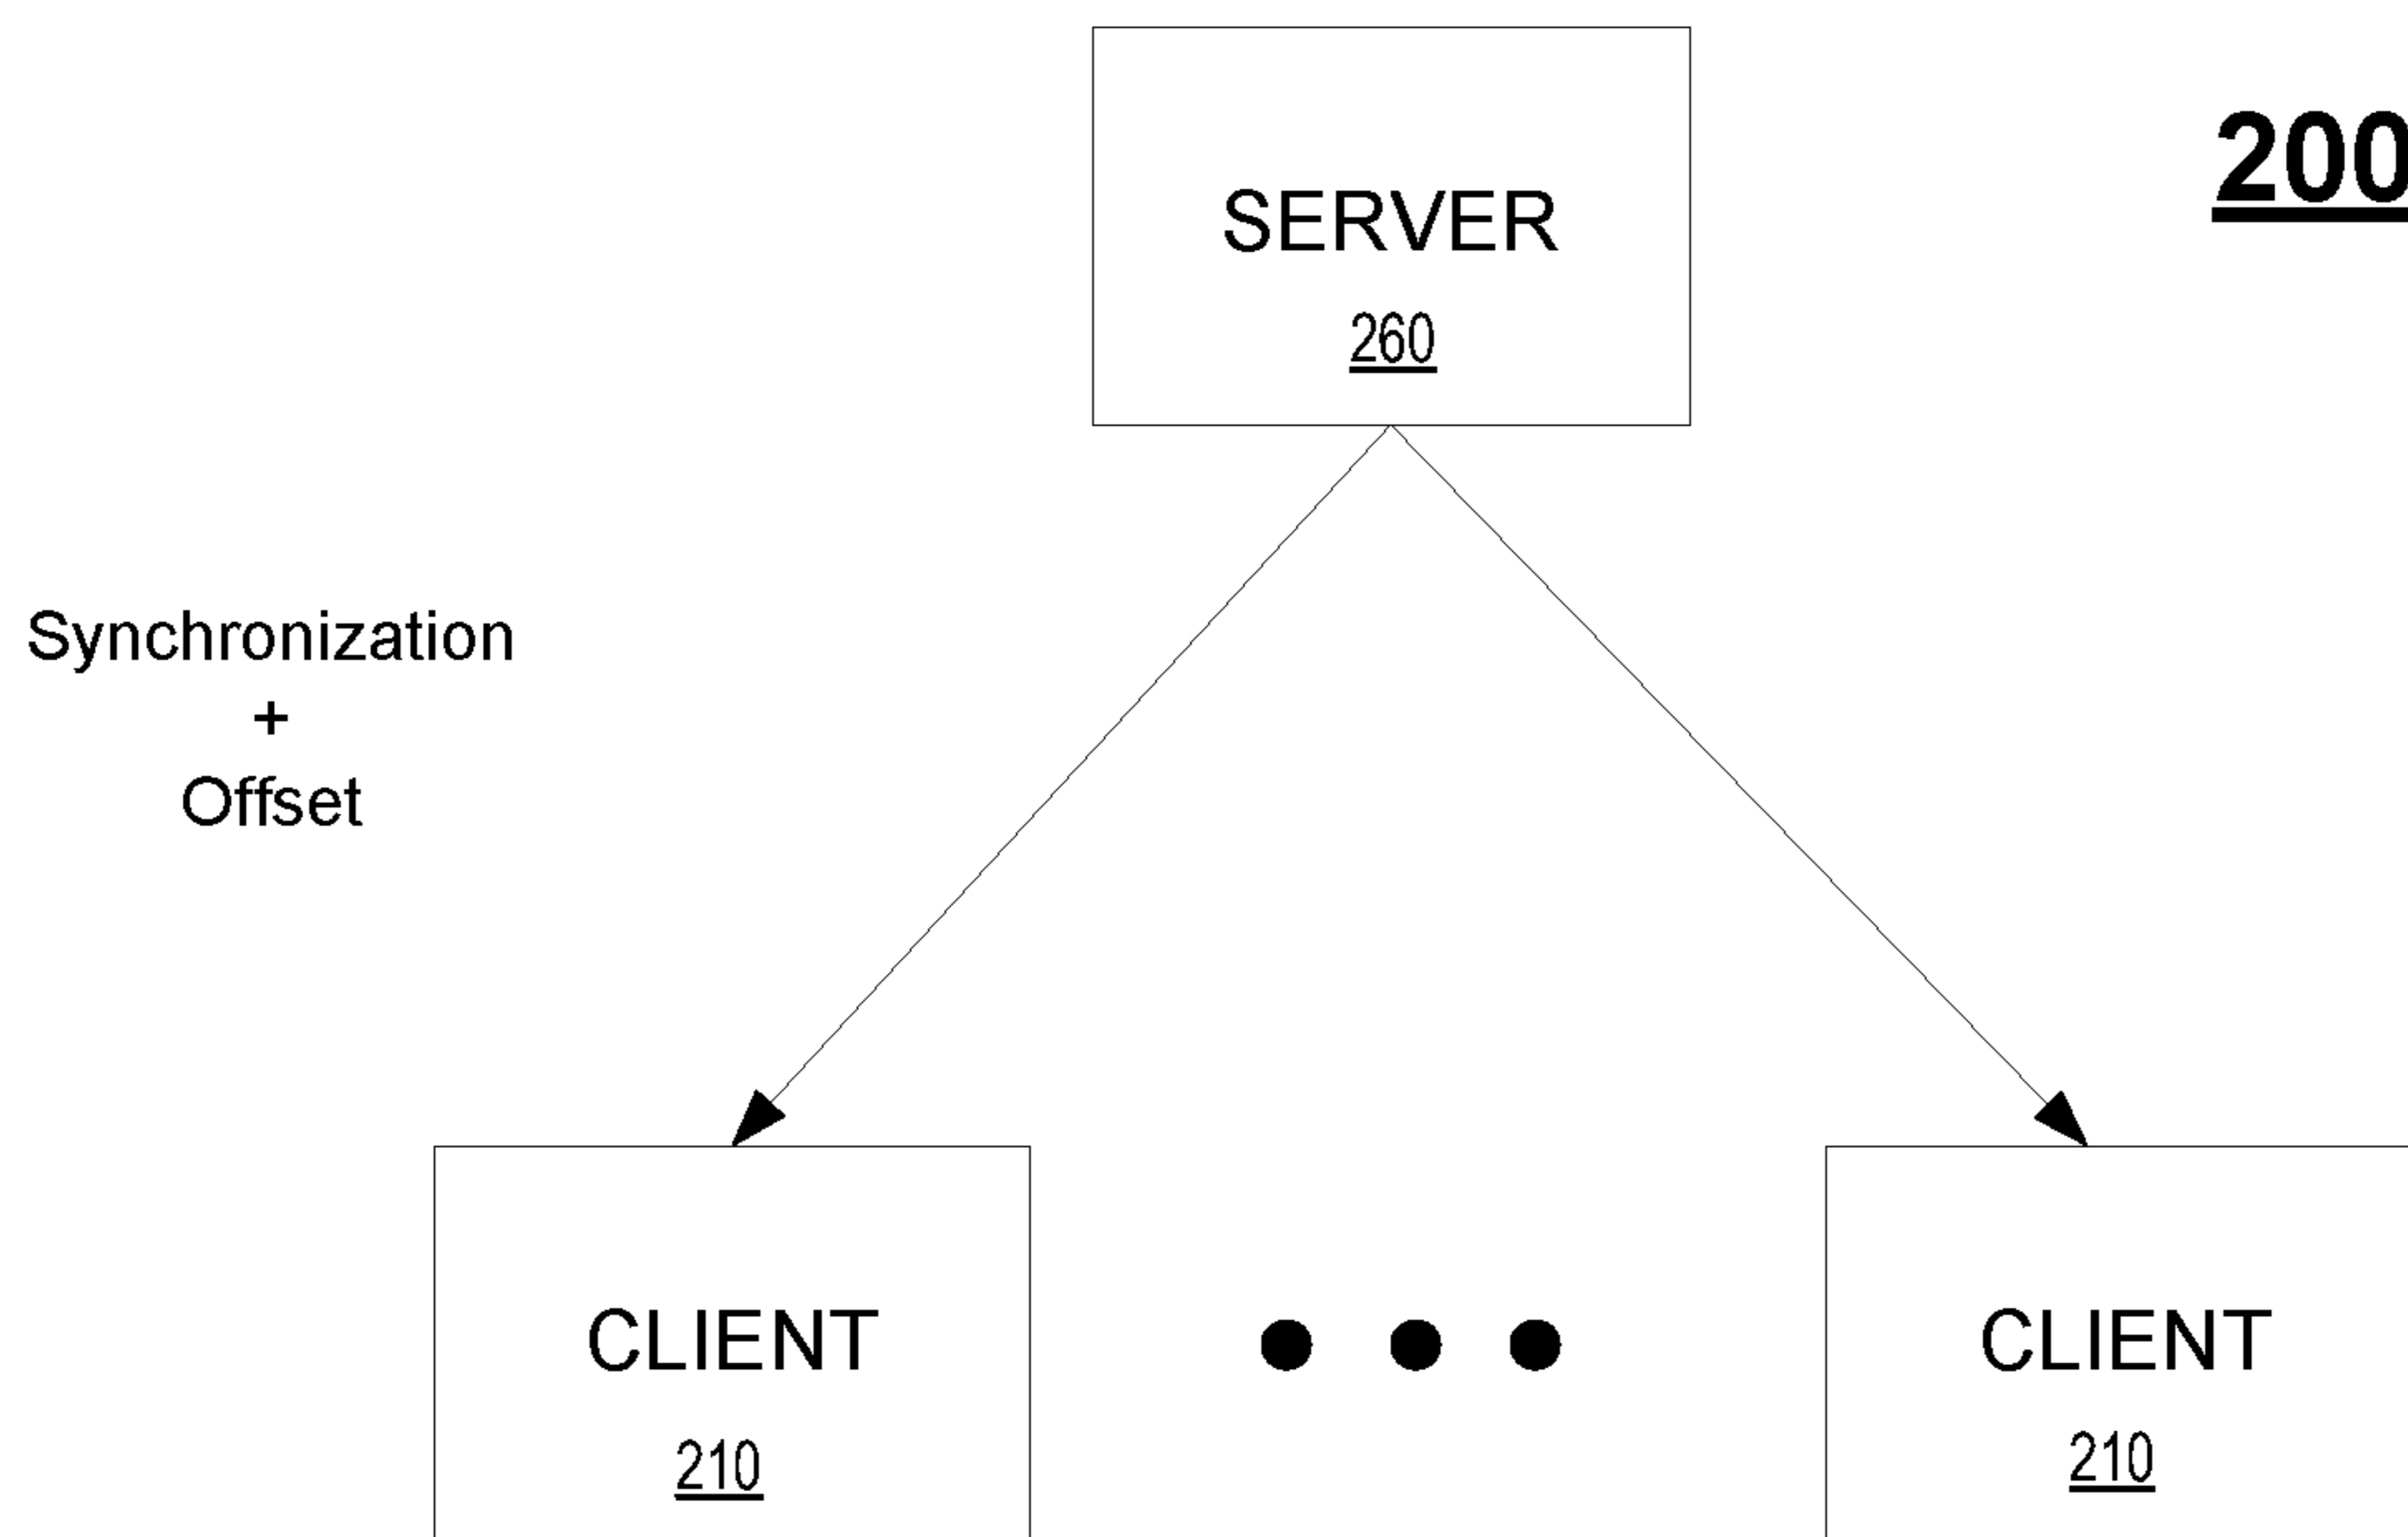 200
SERVER
260
Synchronization
+
Offset
CLIENT
210
CLIENT
210